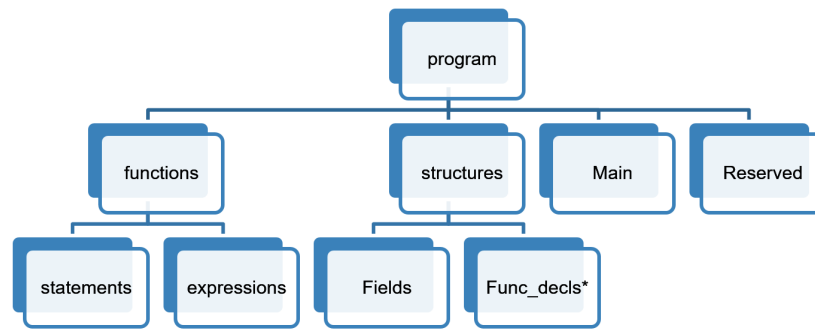 program
functions
structures
Main
Reserved
statements
expressions
Fields
Func_decls*